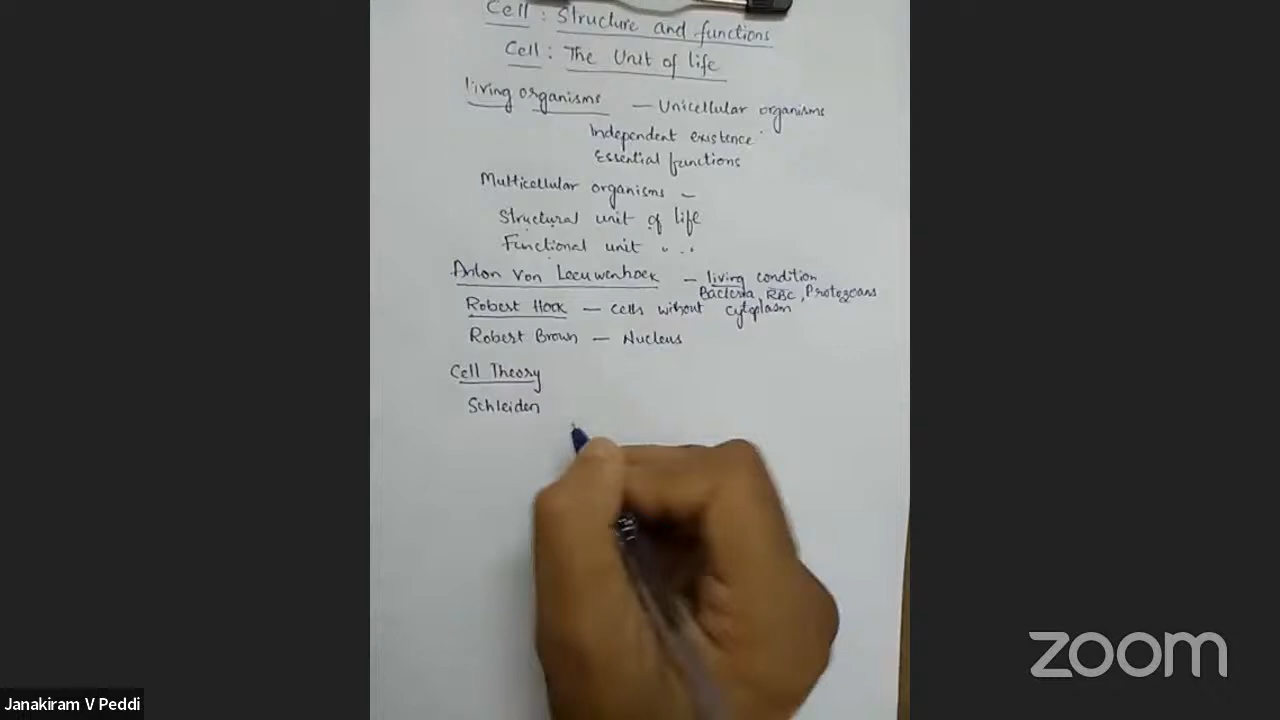 Cell : Structure and functions
Cell : The Unit of life
living organisms — Unicellular organisms
Independent existence
Essential functions
Multicellular organisms –
Structural unit of life
Functional unit " "
Anton Von Leeuwenhoek – living condition
Bacteria, RBC, Protozoans
Robert Hook – cells without cytoplasm
Robert Brown – Nucleus
Cell Theory
Schleiden
Janakiram V Peddi
zoom